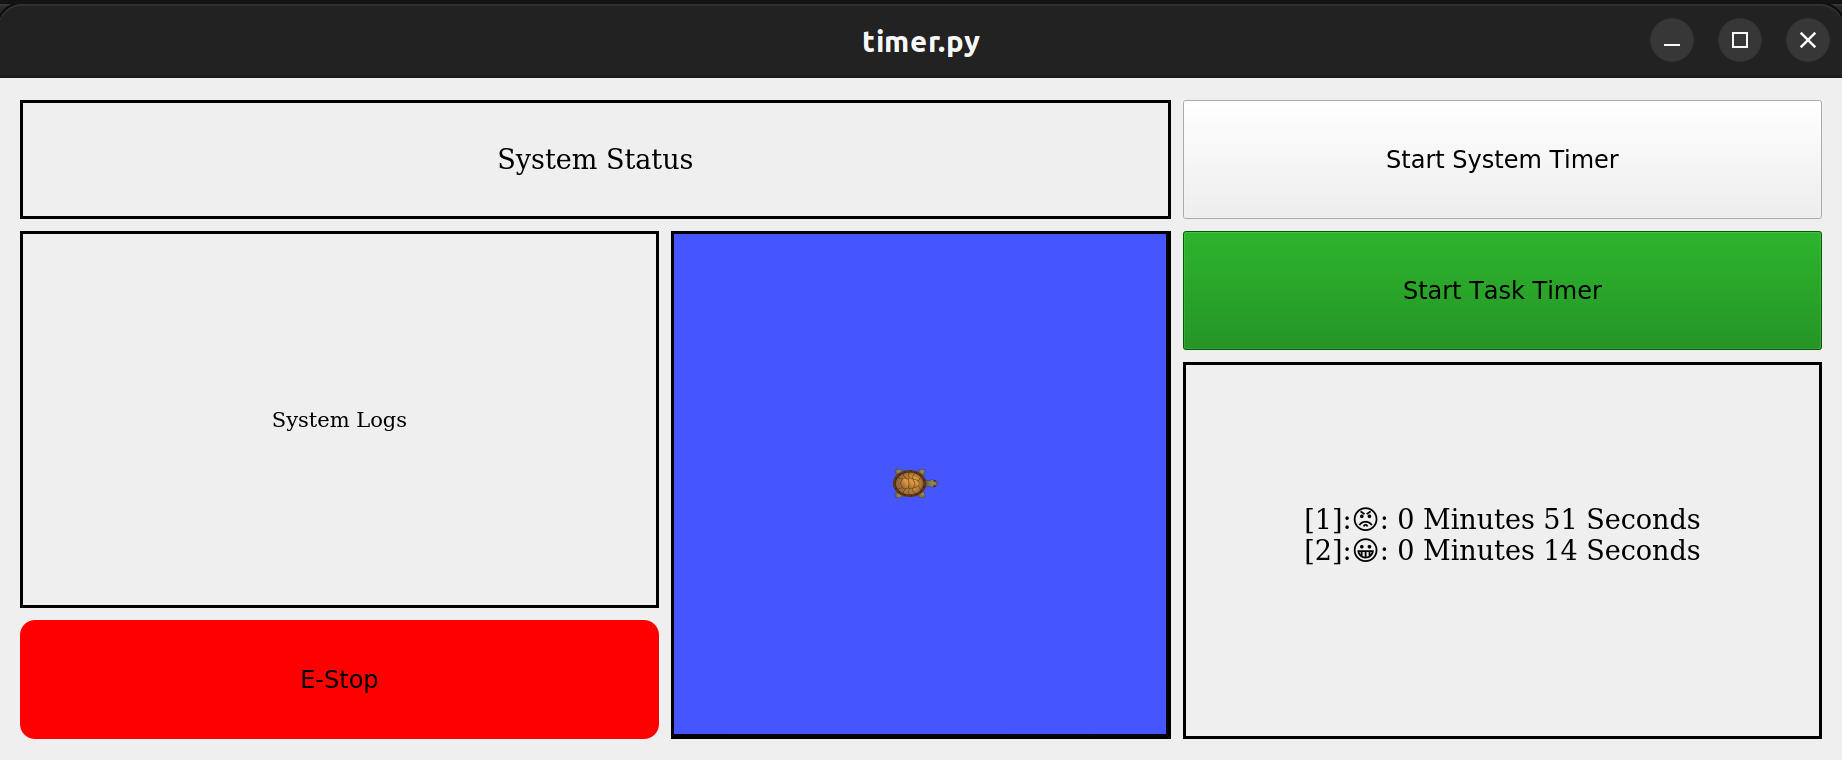 timer.py
System Status
Start System Timer
Start Task Timer
System Logs
[1]:😡: 0 Minutes 51 Seconds
[2]:😀: 0 Minutes 14 Seconds
E-Stop